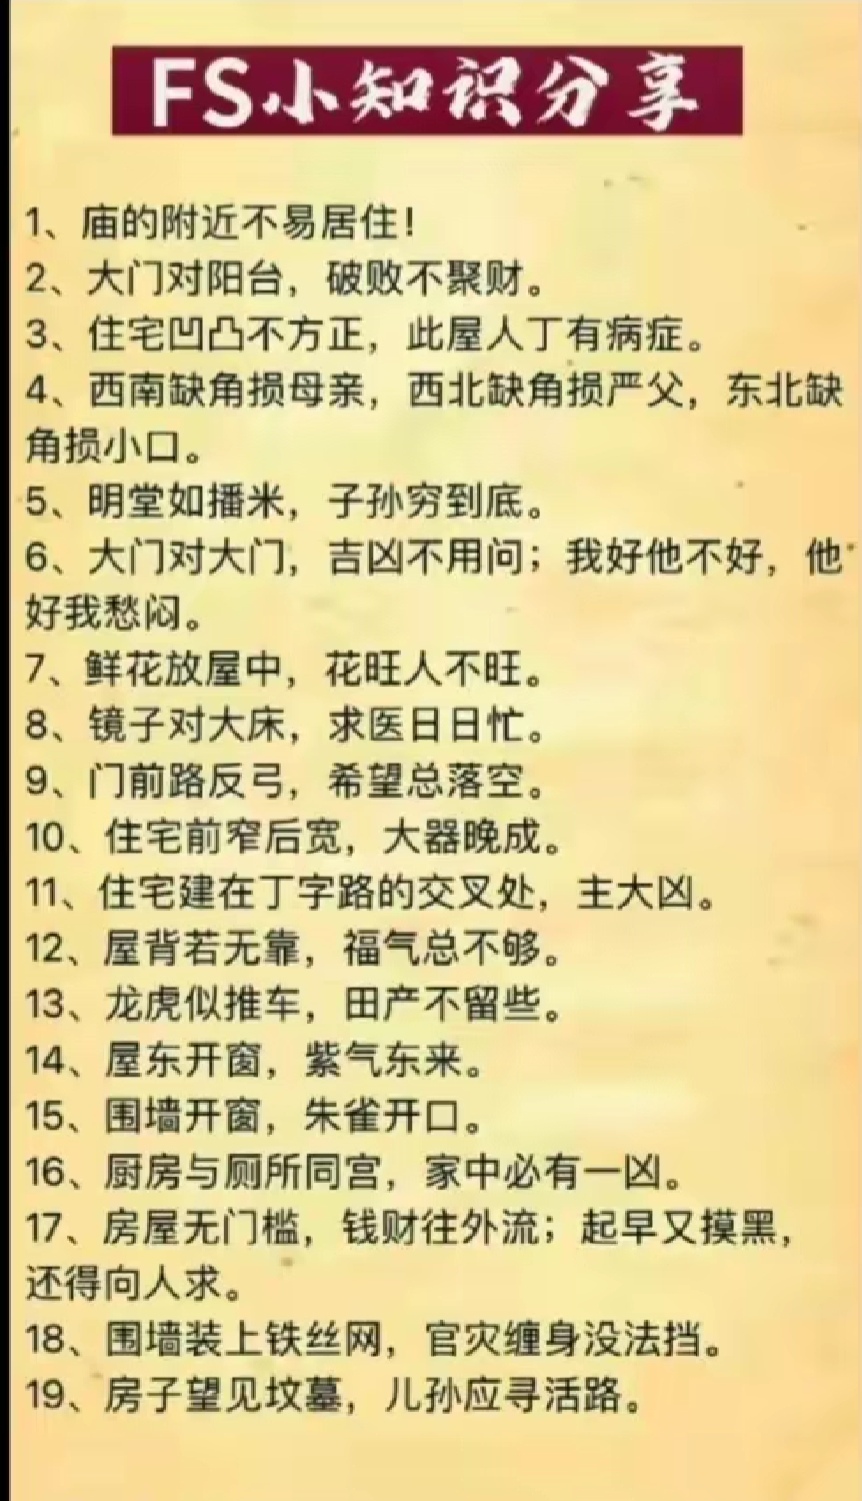 FS小知识分享
1、庙的附近不易居住!
2、大门对阳台，破败不聚财。
3、住宅凹凸不方正，此屋人丁有病症。
4、西南缺角损母亲，西北缺角损严父，东北缺
角损小口。
5、明堂如播米，子孙穷到底。
6、大门对大门，吉凶不用问；我好他不好，他
好我愁闷。
7、鲜花放屋中，花旺人不旺。
8、镜子对大床，求医日日忙。
9、门前路反弓，希望总落空。
10、住宅前窄后宽，大器晚成。
11、住宅建在丁字路的交叉处，主大凶。
12、屋背若无靠，福气总不够。
13、龙虎似推车，田产不留些。
14、屋东开窗，紫气东来。
15、围墙开窗，朱雀开口。
16、厨房与厕所同宫，家中必有一凶。
17、房屋无门槛，钱财往外流；起早又摸黑，
还得向人求。
18、围墙装上铁丝网，官灾缠身没法挡。
19、房子望见坟墓，儿孙应寻活路。